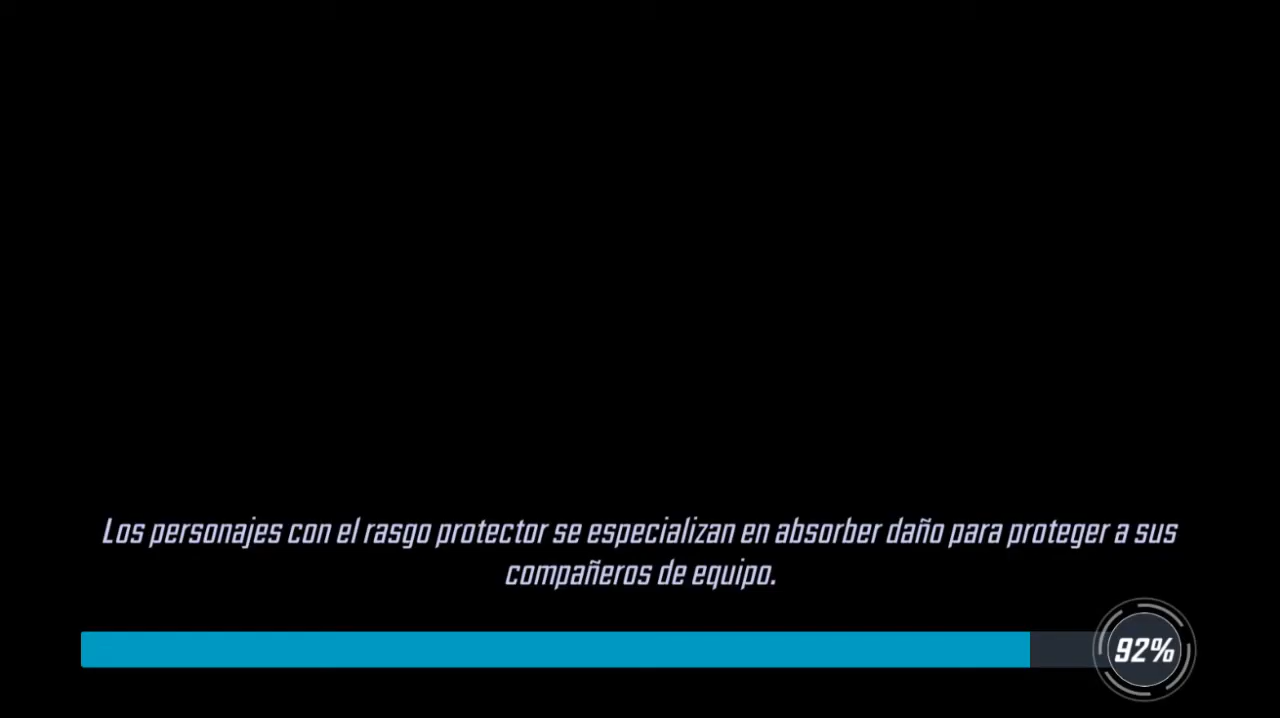 Los personajes con el rasgo protector se especializan en absorber daño para proteger a sus
compañeros de equipo.
92%